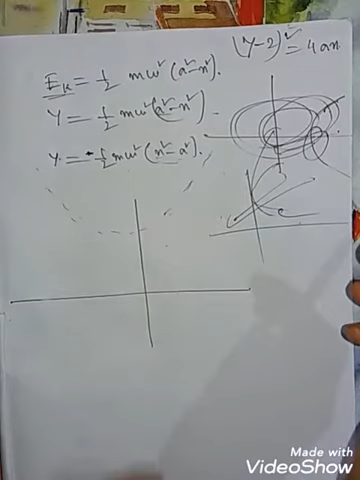 (y-2)² = 4ax
E_k = ½ mω² (a²-x²).
Y = ½ mω² (a²-x²)
Y = -½ mω² (x²-a²).
Made with
VideoShow